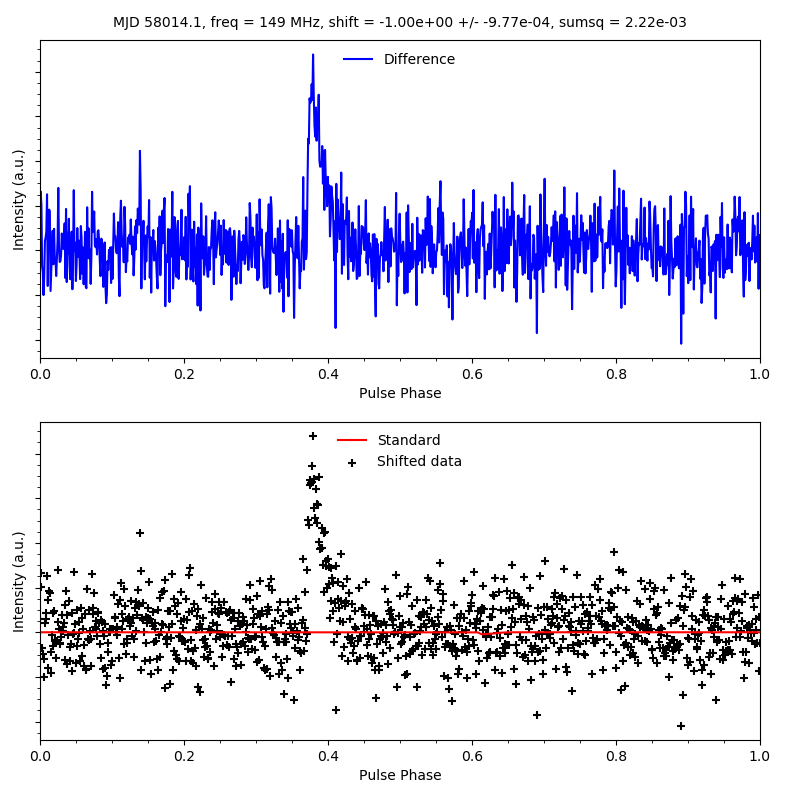 MJD 58014.1, freq = 149 MHz, shift = -1.00e+00 +/- -9.77e-04, sumsq = 2.22e-03
Difference
Intensity (a.u.)
0.0 0.2 0.4 0.6 0.8 1.0
Pulse Phase
Standard
Shifted data
Intensity (a.u.)
0.0 0.2 0.4 0.6 0.8 1.0
Pulse Phase